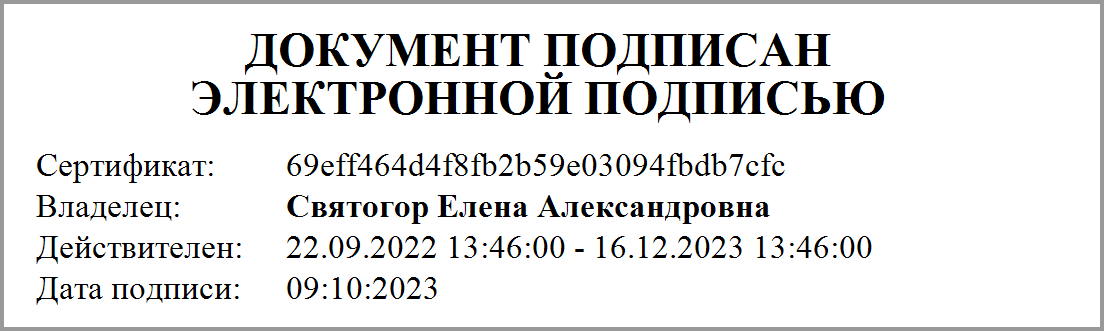 ДОКУМЕНТ ПОДПИСАН
ЭЛЕКТРОННОЙ ПОДПИСЬЮ
Сертификат: 69eff464d4f8fb2b59e03094fbdb7cfc
Владелец: Святогор Елена Александровна
Действителен: 22.09.2022 13:46:00 - 16.12.2023 13:46:00
Дата подписи: 09:10:2023